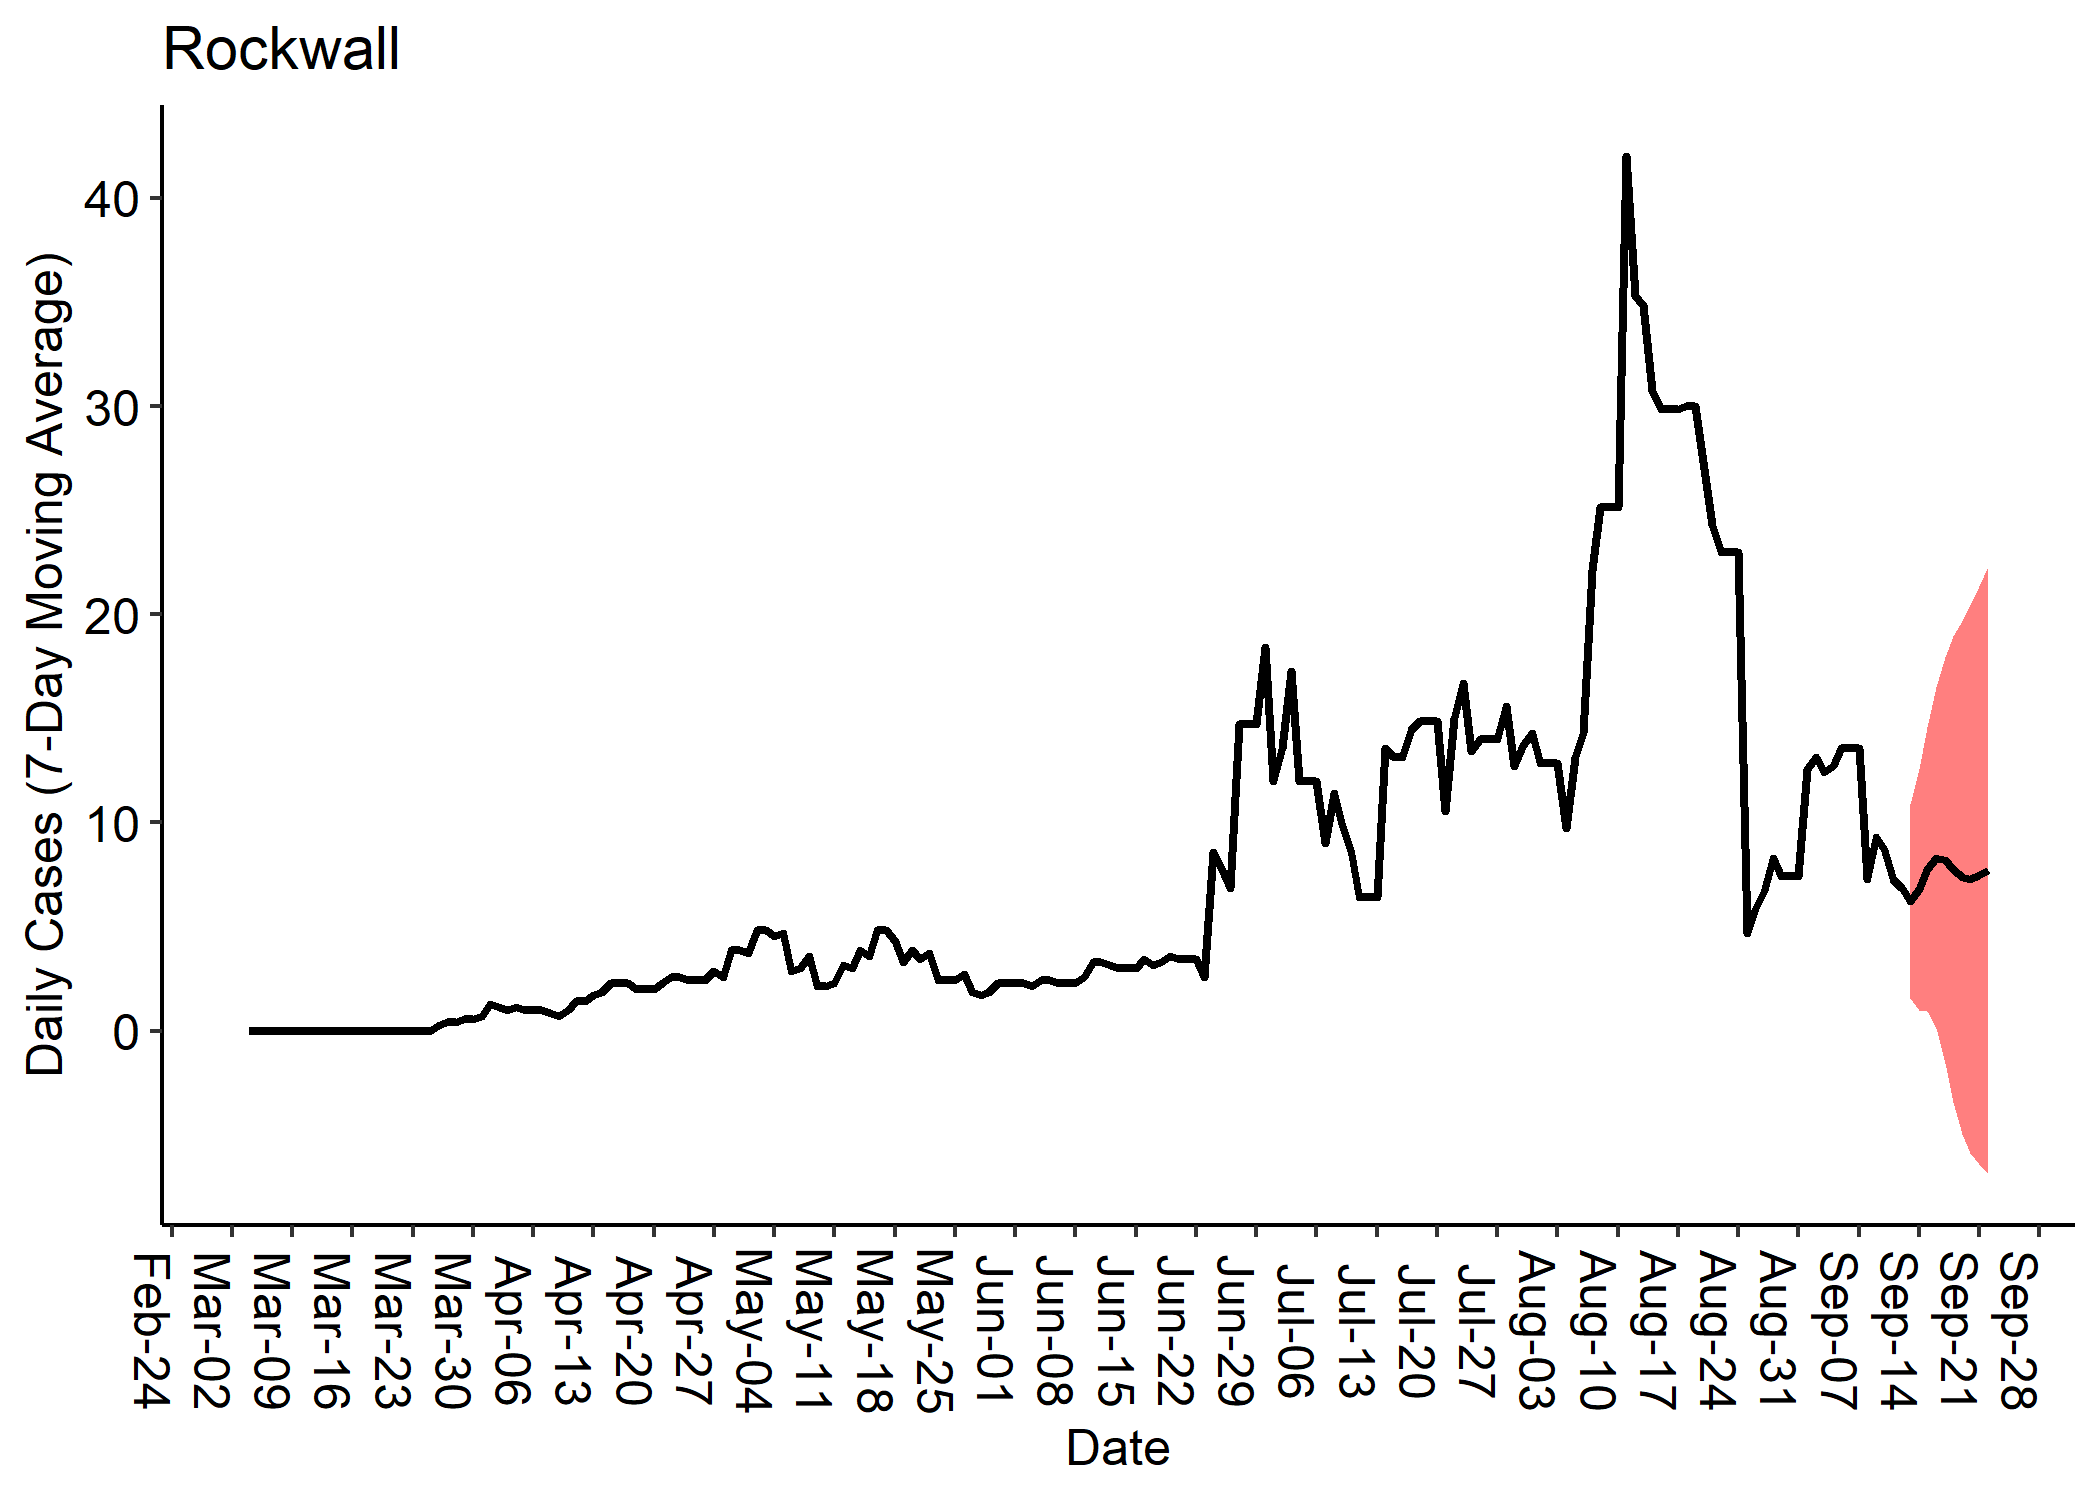 Rockwall
Daily Cases (7-Day Moving Average)
40
30
20
10
0
Feb-24
Mar-02
Mar-09
Mar-16
Mar-23
Mar-30
Apr-06
Apr-13
Apr-20
Apr-27
May-04
May-11
May-18
May-25
Jun-01
Jun-08
Jun-15
Jun-22
Jun-29
Jul-06
Jul-13
Jul-20
Jul-27
Aug-03
Aug-10
Aug-17
Aug-24
Aug-31
Sep-07
Sep-14
Sep-21
Sep-28
Date